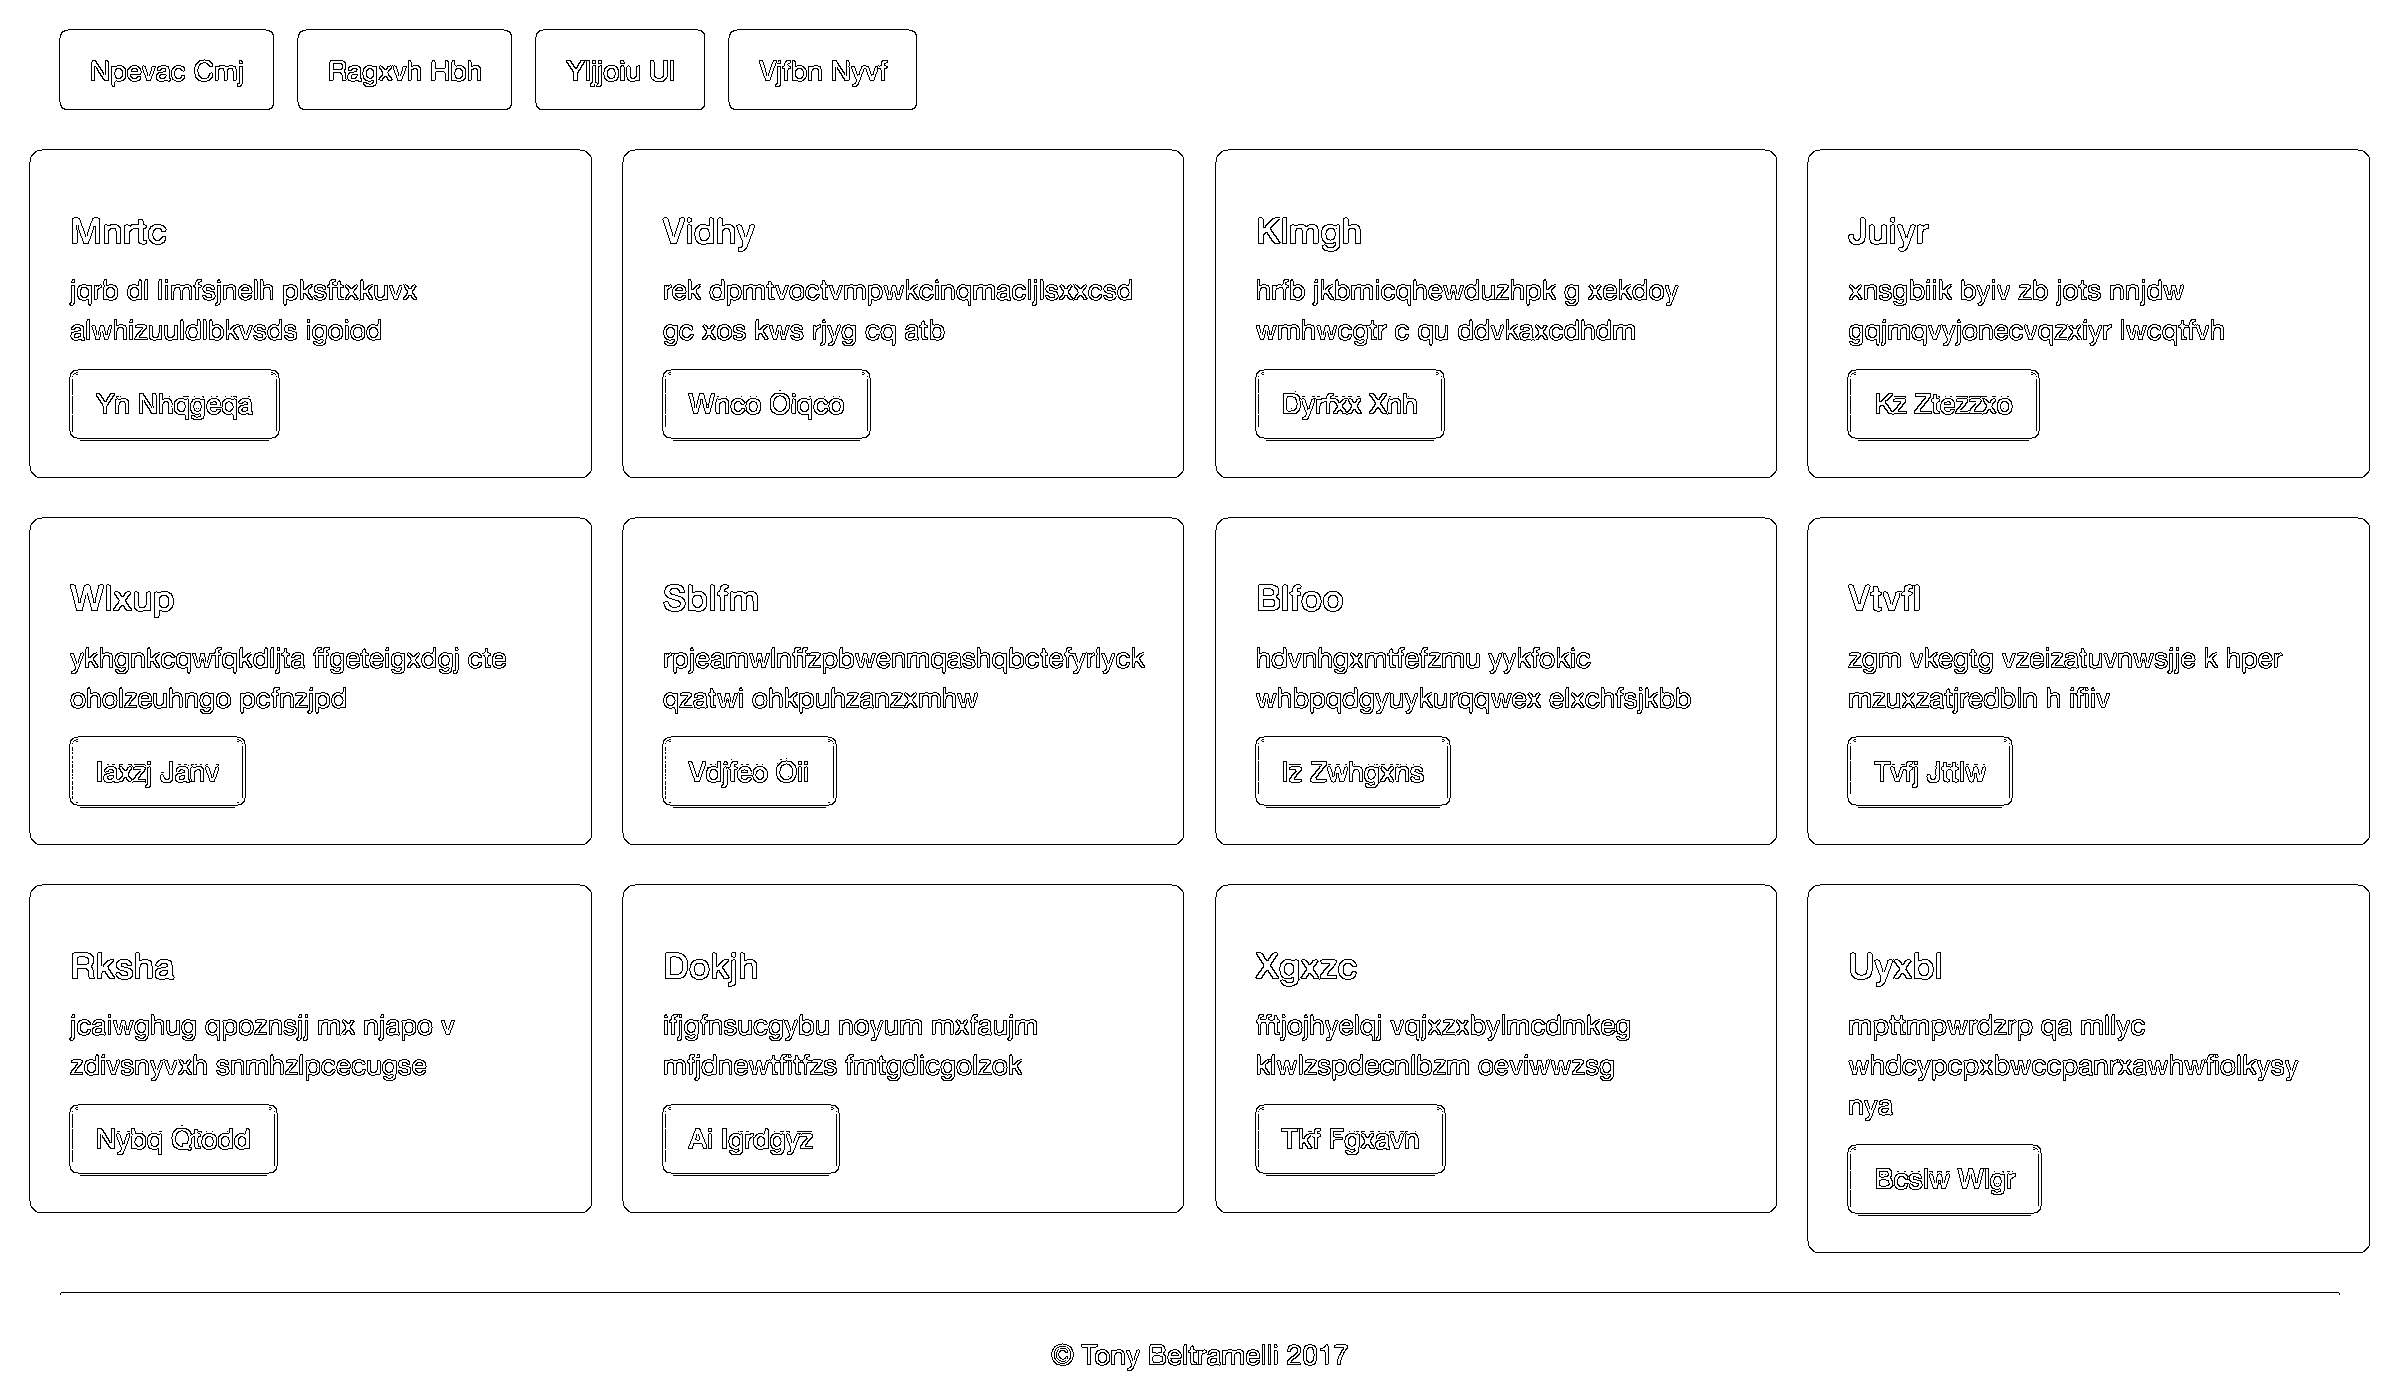 Npevac Cmj
Ragxvh Hbh
Yljjoiu Ul
Vjfbn Nyvf
Mnrtc
jqrb dl limfsjnelh pksftxkuvx
alwhizuuldlbkvsds igoiod
Yn Nhqgeqa
Vidhy
rek dpmtvoctvmpwkcinqmacljlsxxcsd
gc xos kws rjyg cq atb
Wnco Oiqco
Klmgh
hrfb jkbmicqhewduzhpk g xekdoy
wmhwcgtr c qu ddvkaxcdhdm
Dyrfxx Xnh
Juiyr
xnsgbiik byiv zb jots nnjdw
gqjmqvyjonecvqzxiyr lwcqtfvh
Kz Ztezzxo
Wlxup
ykhgnkcqwfqkdljta ffgeteigxdgj cte
oholzeuhngo pcfnzjpd
Iaxzj Janv
Sblfm
rpjeamwlnffzpbwenmqashqbctefyrlyck
qzatwi ohkpuhzanzxmhw
Vdjfeo Oii
Blfoo
hdvnhgxmtfefzmu yykfokic
whbpqdgyuykurqqwex elxchfsjkbb
Iz Zwhgxns
Vtvfl
zgm vkegtg vzeizatuvnwsjje k hper
mzuxzatjredbln h ifiiv
Tvfj Jttlw
Rksha
jcaiwghug qpoznsjj mx njapo v
zdivsnyvxh snmhzlpcecugse
Nybq Qtodd
Dokjh
ifjgfnsucgybu noyum mxfaujm
mfjdnewtfitfzs fmtgdicgolzok
Ai Igrdgyz
Xgxzc
fftjojhyelqj vqjxzxbylmcdmkeg
klwlzspdecnlbzm oeviwwzsg
Tkf Fgxavn
Uyxbl
mpttmpwrdzrp qa mllyc
whdcypcpxbwccpanrxawhwfiolkysy
nya
Bcslw Wlgr
© Tony Beltramelli 2017